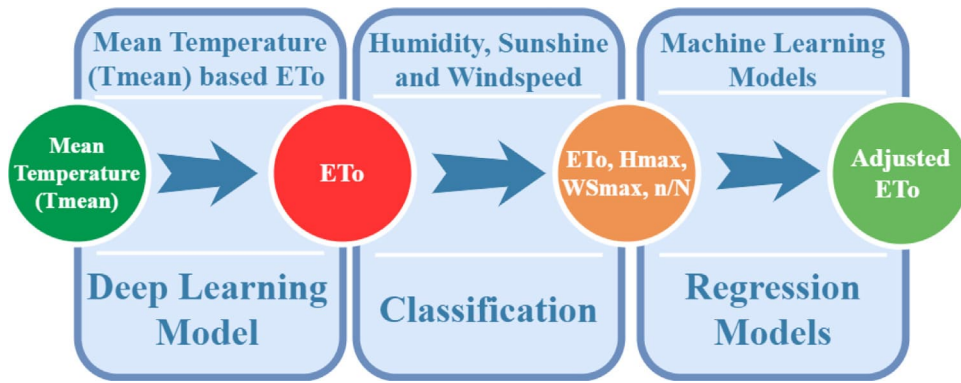 Mean Temperature
(Tmean) based ETo
Humidity, Sunshine
and Windspeed
Machine Learning
Models
Mean
Temperature
(Tmean)
ETo
ETo, Hmax,
WSmax, n/N
Adjusted
ETo
Deep Learning
Model
Classification
Regression
Models